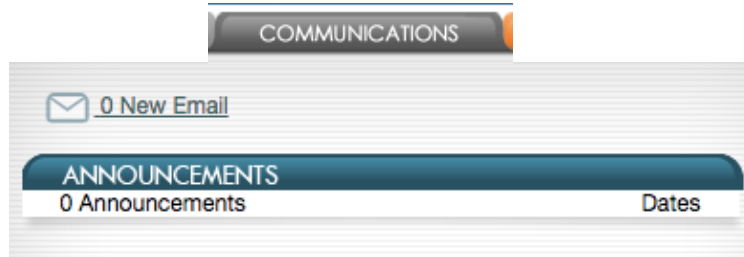 COMMUNICATIONS
0 New Email
ANNOUNCEMENTS
0 Announcements Dates